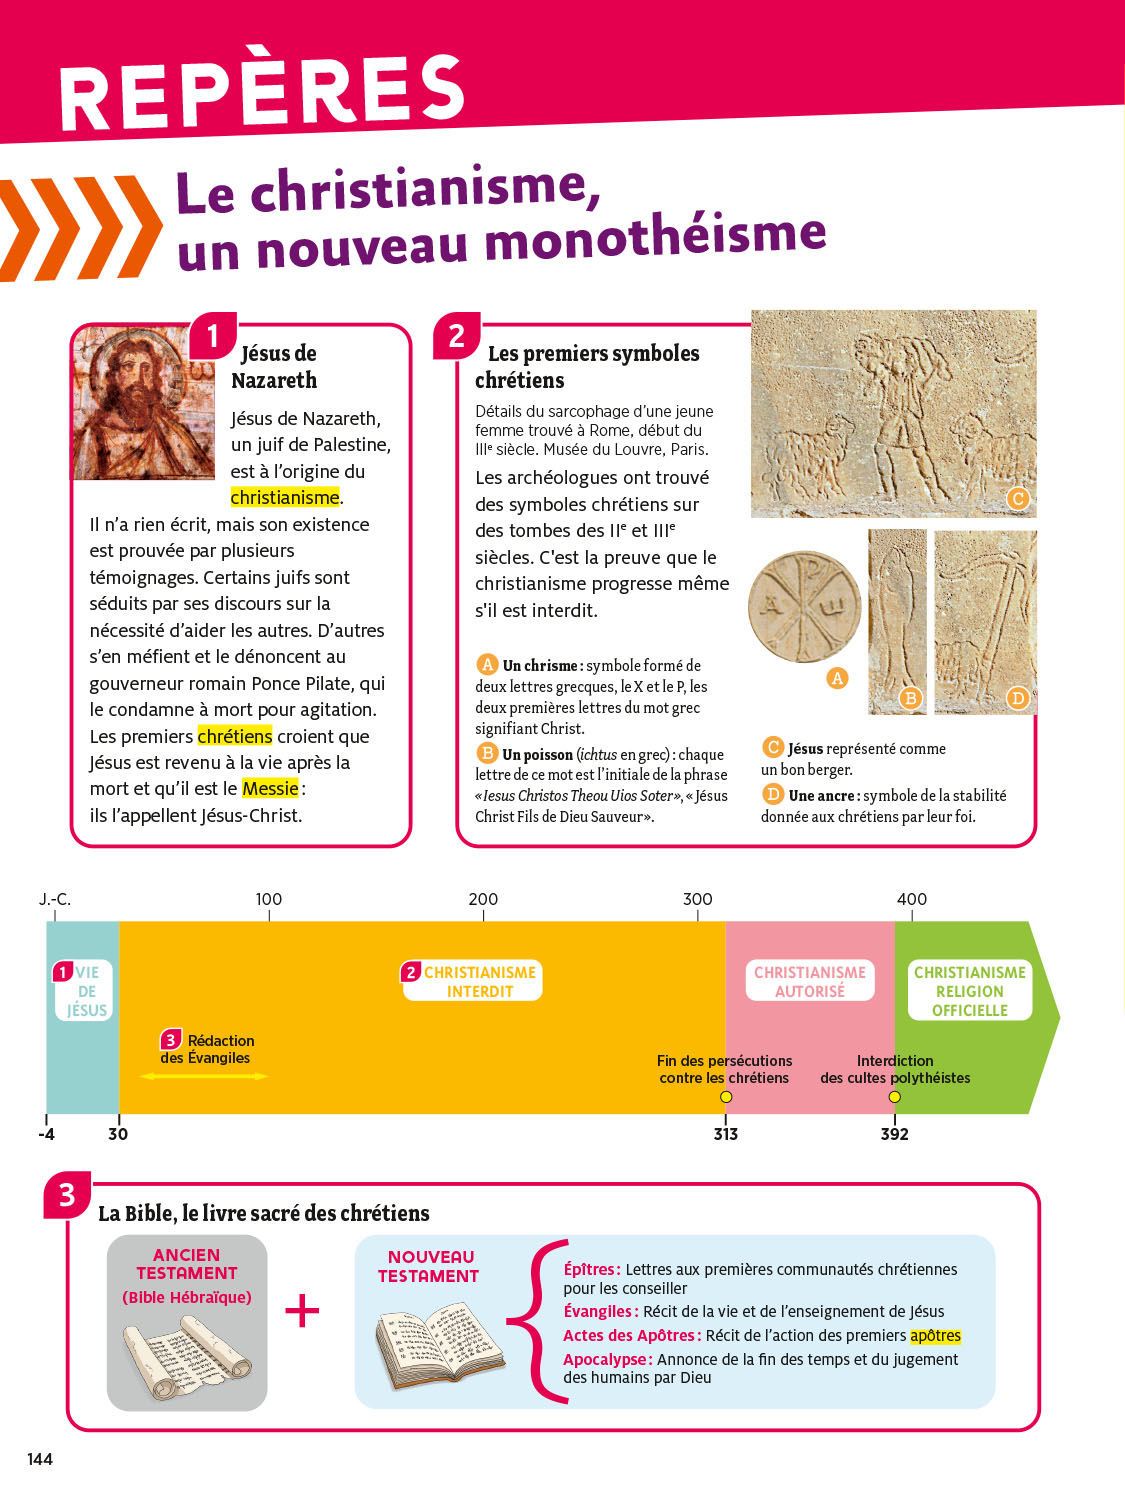 REPÈRES
Le christianisme,
un nouveau monothéisme
1
Jésus de
Nazareth
Jésus de Nazareth,
un juif de Palestine,
est à l'origine du
christianisme.
Il n'a rien écrit, mais son existence
est prouvée par plusieurs
témoignages. Certains juifs sont
séduits par ses discours sur la
nécessité d'aider les autres. D'autres
s'en méfient et le dénoncent au
gouverneur romain Ponce Pilate, qui
le condamne à mort pour agitation.
Les premiers chrétiens croient que
Jésus est revenu à la vie après la
mort et qu'il est le Messie :
ils l'appellent Jésus-Christ.
2
Les premiers symboles
chrétiens
Détails du sarcophage d'une jeune
femme trouvé à Rome, début du
IIIe siècle. Musée du Louvre, Paris.
Les archéologues ont trouvé
des symboles chrétiens sur
des tombes des IIe et IIIe
siècles. C'est la preuve que le
christianisme progresse même
s'il est interdit.
A Un chrisme : symbole formé de
deux lettres grecques, le X et le P, les
deux premières lettres du mot grec
signifiant Christ.
B Un poisson (ichtus en grec) : chaque
lettre de ce mot est l'initiale de la phrase
« Iesus Christos Theou Uios Soter », « Jésus
Christ Fils de Dieu Sauveur».
C
A
B
D
C Jésus représenté comme
un bon berger.
D Une ancre : symbole de la stabilité
donnée aux chrétiens par leur foi.
J.-C. 100 200 300 400
1 VIE
DE
JÉSUS
2 CHRISTIANISME
INTERDIT
CHRISTIANISME
AUTORISÉ
CHRISTIANISME
RELIGION
OFFICIELLE
3 Rédaction
des Évangiles
Fin des persécutions
contre les chrétiens
Interdiction
des cultes polythéistes
-4 30 313 392
3
La Bible, le livre sacré des chrétiens
ANCIEN
TESTAMENT
(Bible Hébraïque)
+
NOUVEAU
TESTAMENT
Épîtres : Lettres aux premières communautés chrétiennes
pour les conseiller
Évangiles : Récit de la vie et de l'enseignement de Jésus
Actes des Apôtres : Récit de l'action des premiers apôtres
Apocalypse : Annonce de la fin des temps et du jugement
des humains par Dieu
144